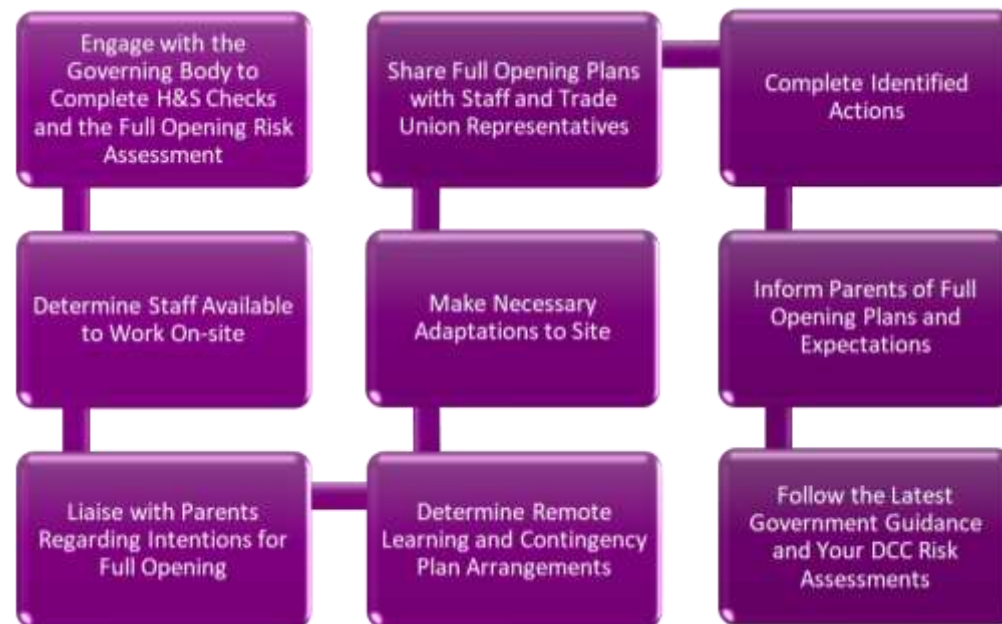 Engage with the
Governing Body to
Complete H&S Checks
and the Full Opening Risk
Assessment
Determine Staff Available
to Work On-site
Liaise with Parents
Regarding Intentions for
Full Opening
Determine Remote
Learning and Contingency
Plan Arrangements
Make Necessary
Adaptations to Site
Share Full Opening Plans
with Staff and Trade
Union Representatives
Complete Identified
Actions
Inform Parents of Full
Opening Plans and
Expectations
Follow the Latest
Government Guidance
and Your DCC Risk
Assessments